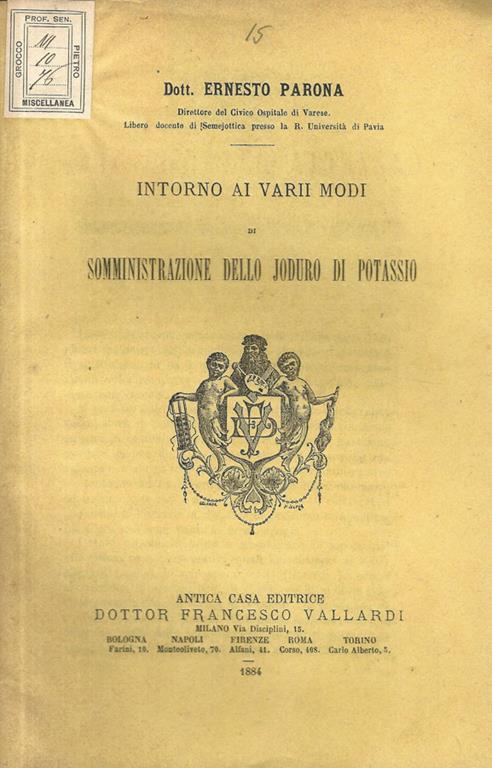 15
PROF. SEN.
GROCCO
PIETRO
10
76
MISCELLANEA
Dott. ERNESTO PARONA
Direttore del Civico Ospitale di Varese.
Libero docente di Semejottica presso la R. Università di Pavia
INTORNO AI VARII MODI
DI
SOMMINISTRAZIONE DELLO JODURO DI POTASSIO
ANTICA CASA EDITRICE
DOTTOR FRANCESCO VALLARDI
MILANO Via Disciplini, 15.
BOLOGNA NAPOLI FIRENZE ROMA TORINO
Farini, 10. Monteoliveto, 70. Alfani, 41. Corso, 408. Carlo Alberto, 5.
1884